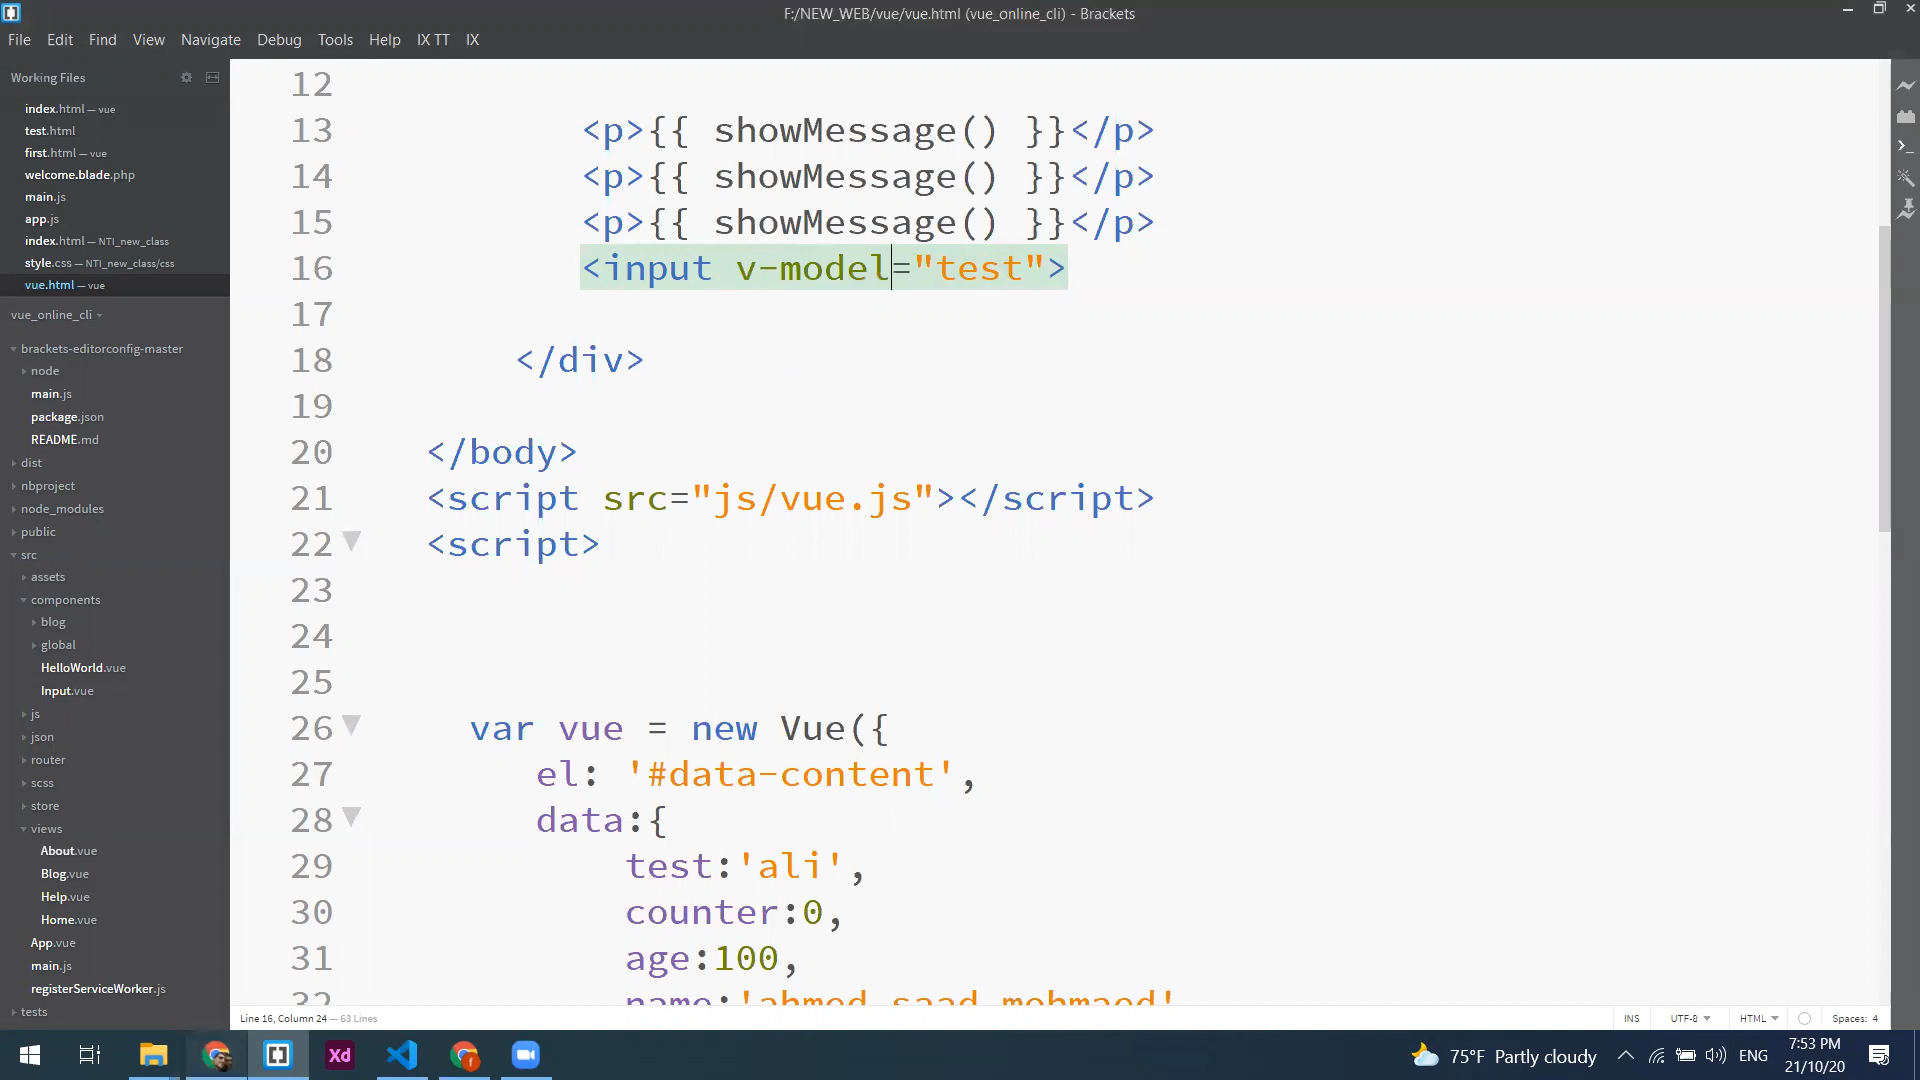 F:/NEW_WEB/vue/vue.html (vue_online_cli) - Brackets
File Edit Find View Navigate Debug Tools Help IX TT IX
Working Files
index.html — vue
test.html
first.html — vue
welcome.blade.php
main.js
app.js
index.html — NTI_new_class
style.css — NTI_new_class/css
vue.html — vue
vue_online_cli
brackets-editorconfig-master
node
main.js
package.json
README.md
dist
nbproject
node_modules
public
src
assets
components
blog
global
HelloWorld.vue
Input.vue
js
json
router
scss
store
views
About.vue
Blog.vue
Help.vue
Home.vue
App.vue
main.js
registerServiceWorker.js
tests
12
13 <p>{{ showMessage() }}</p>
14 <p>{{ showMessage() }}</p>
15 <p>{{ showMessage() }}</p>
16 <input v-model="test">
17
18 </div>
19
20 </body>
21 <script src="js/vue.js"></script>
22 <script>
23
24
25
26 var vue = new Vue({
27 el: '#data-content',
28 data:{
29 test:'ali',
30 counter:0,
31 age:100,
32 name:'ahmed saad mohmaed'
Line 16, Column 24 — 63 Lines
INS UTF-8 HTML Spaces: 4
Xd
75°F Partly cloudy
ENG
7:53 PM
21/10/20